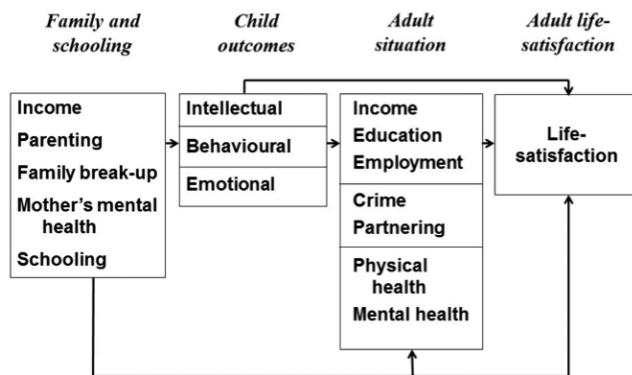 Family and
schooling
Child
outcomes
Adult
situation
Adult life-
satisfaction
Income
Parenting
Family break-up
Mother's mental
health
Schooling
Intellectual
Behavioural
Emotional
Income
Education
Employment
Crime
Partnering
Physical
health
Mental health
Life-
satisfaction